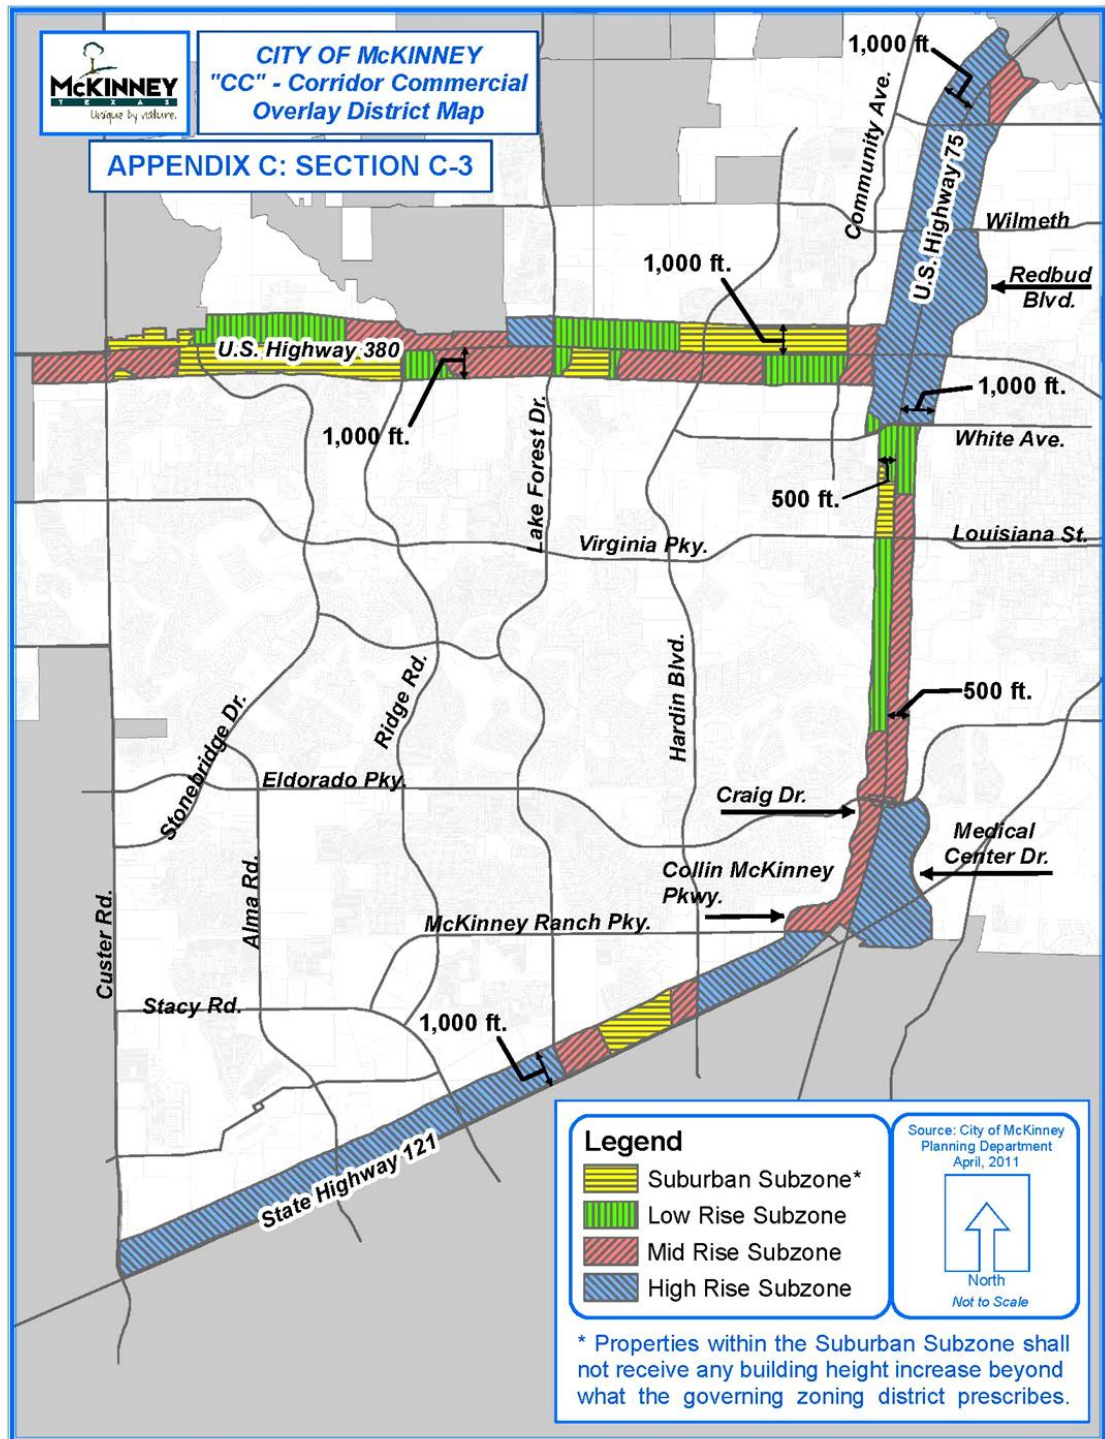 McKINNEY
TEXAS
Unique by nature.
CITY OF McKINNEY
"CC" - Corridor Commercial
Overlay District Map
APPENDIX C: SECTION C-3
1,000 ft
Community Ave.
U.S. Highway 75
Wilmeth
1,000 ft.
Redbud
Blvd.
U.S. Highway 380
1,000 ft.
1,000 ft.
White Ave.
Lake Forest Dr.
500 ft.
Virginia Pky.
Louisiana St.
Hardin Blvd.
Ridge Rd.
500 ft.
Stonebridge Dr.
Eldorado Pky.
Craig Dr.
Medical
Center Dr.
Collin McKinney
Pkwy.
Alma Rd.
Custer Rd.
McKinney Ranch Pky.
Stacy Rd.
1,000 ft.
State Highway 121
Legend
Suburban Subzone*
Low Rise Subzone
Mid Rise Subzone
High Rise Subzone
Source: City of McKinney
Planning Department
April, 2011
North
Not to Scale
* Properties within the Suburban Subzone shall
not receive any building height increase beyond
what the governing zoning district prescribes.